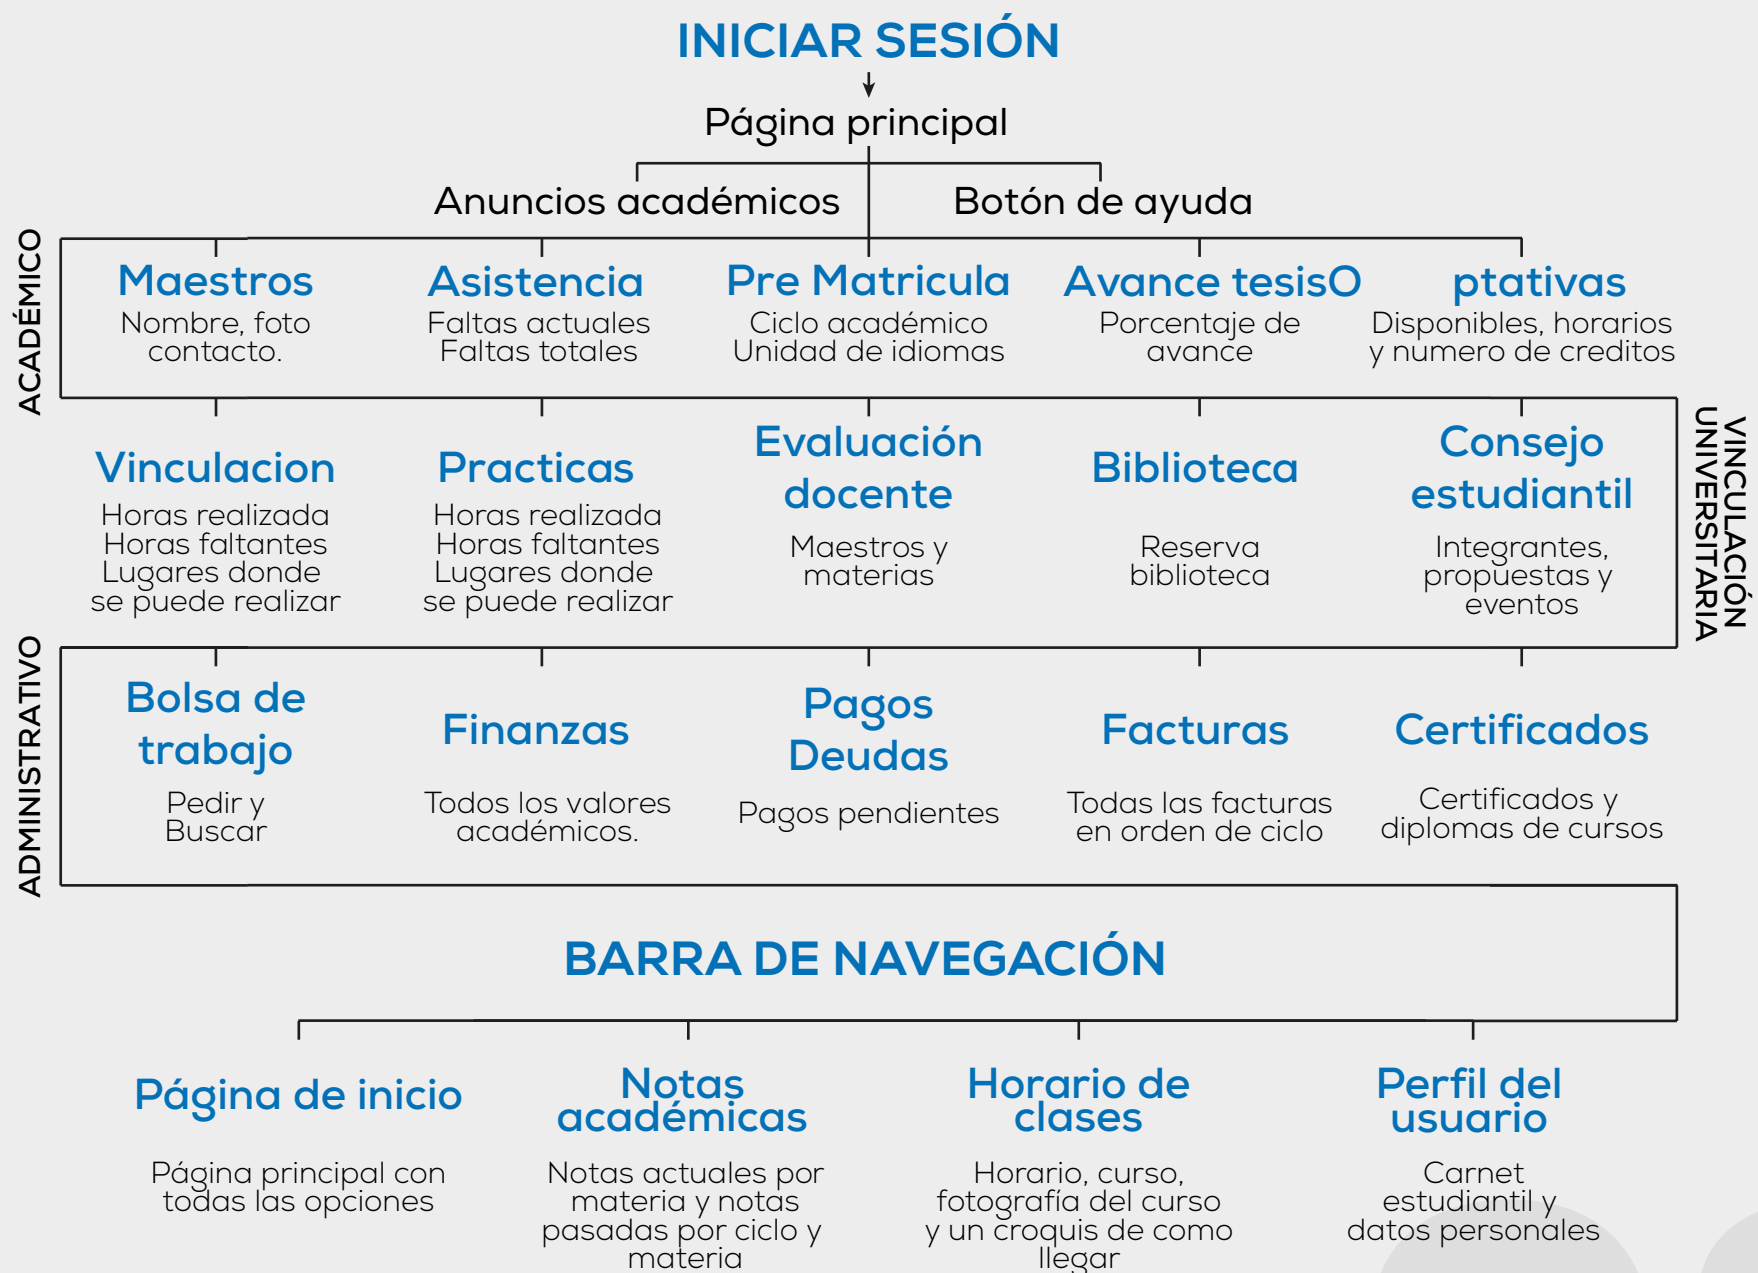 INICIAR SESIÓN
Página principal
Anuncios académicos
Botón de ayuda
ACADÉMICO
Maestros
Nombre, foto
contacto.
Asistencia
Faltas actuales
Faltas totales
Pre Matricula
Ciclo académico
Unidad de idiomas
Avance tesisO
Porcentaje de
avance
ptativas
Disponibles, horarios
y numero de creditos
VINCULACIÓN
UNIVERSITARIA
Vinculacion
Horas realizada
Horas faltantes
Lugares donde
se puede realizar
Practicas
Horas realizada
Horas faltantes
Lugares donde
se puede realizar
Evaluación
docente
Maestros y
materias
Biblioteca
Reserva
biblioteca
Consejo
estudiantil
Integrantes,
propuestas y
eventos
ADMINISTRATIVO
Bolsa de
trabajo
Pedir y
Buscar
Finanzas
Todos los valores
académicos.
Pagos
Deudas
Pagos pendientes
Facturas
Todas las facturas
en orden de ciclo
Certificados
Certificados y
diplomas de cursos
BARRA DE NAVEGACIÓN
Página de inicio
Página principal con
todas las opciones
Notas
académicas
Notas actuales por
materia y notas
pasadas por ciclo y
materia
Horario de
clases
Horario, curso,
fotografía del curso
y un croquis de como
llegar
Perfil del
usuario
Carnet
estudiantil y
datos personales